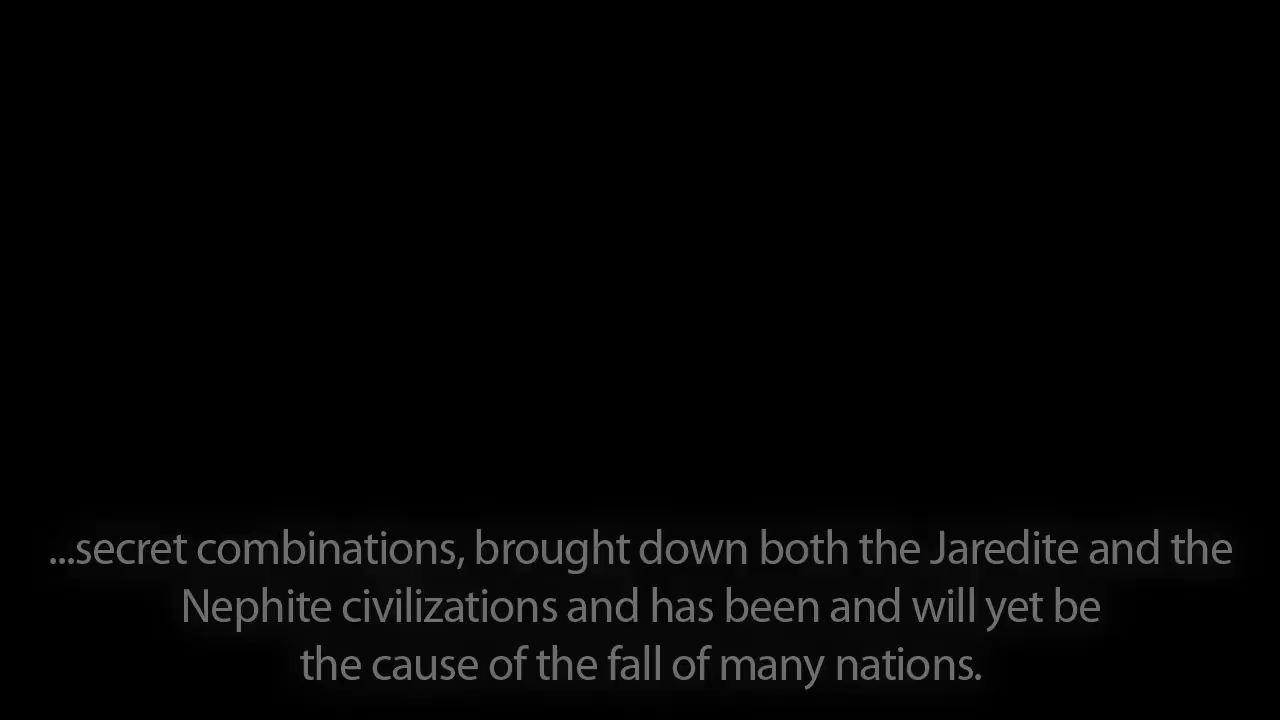 ...secret combinations, brought down both the Jaredite and the
Nephite civilizations and has been and will yet be
the cause of the fall of many nations.